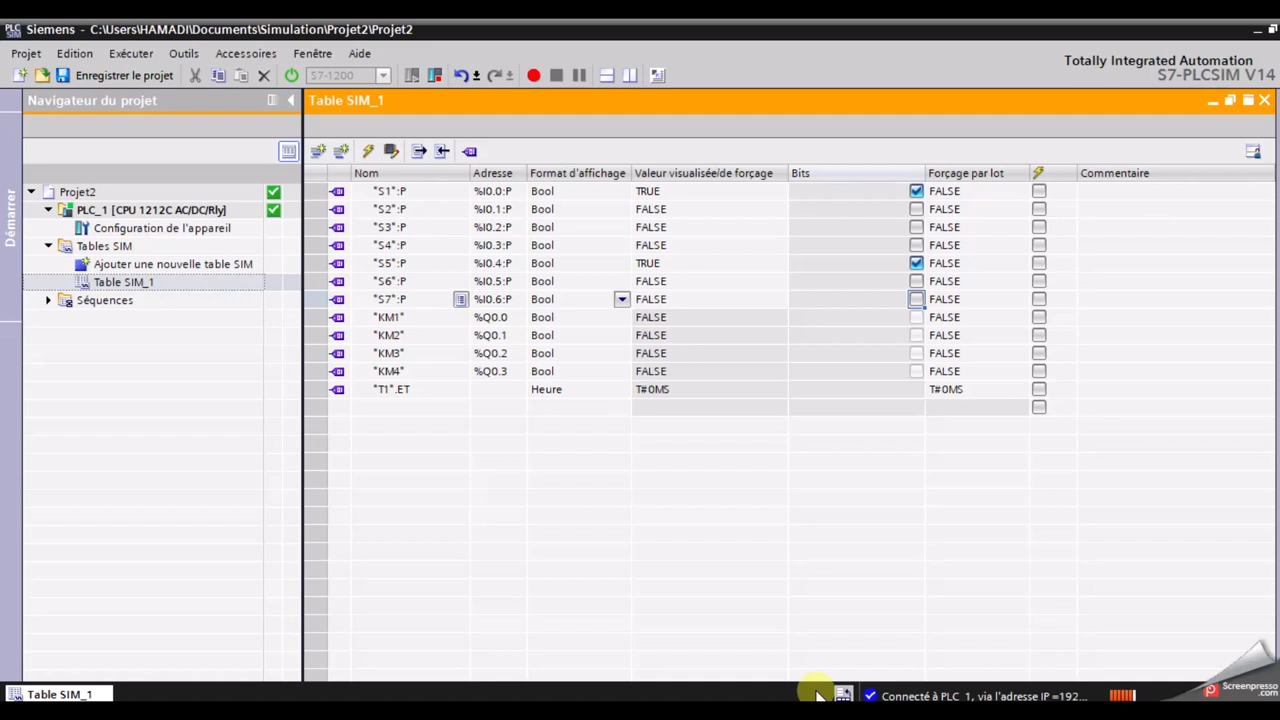 PLC SIM Siemens - C:\Users\HAMADI\Documents\Simulation\Projet2\Projet2
Projet Edition Exécuter Outils Accessoires Fenêtre Aide
Totally Integrated Automation
S7-PLCSIM V14
Enregistrer le projet S7-1200
Navigateur du projet
Table SIM_1
Démarrer
Nom Adresse Format d'affichage Valeur visualisée/de forçage Bits Forçage par lot Commentaire
Projet2
PLC_1 [CPU 1212C AC/DC/Rly]
Configuration de l'appareil
Tables SIM
Ajouter une nouvelle table SIM
Table SIM_1
Séquences
"S1":P %I0.0:P Bool TRUE FALSE
"S2":P %I0.1:P Bool FALSE FALSE
"S3":P %I0.2:P Bool FALSE FALSE
"S4":P %I0.3:P Bool FALSE FALSE
"S5":P %I0.4:P Bool TRUE FALSE
"S6":P %I0.5:P Bool FALSE FALSE
"S7":P %I0.6:P Bool FALSE FALSE
"KM1" %Q0.0 Bool FALSE FALSE
"KM2" %Q0.1 Bool FALSE FALSE
"KM3" %Q0.2 Bool FALSE FALSE
"KM4" %Q0.3 Bool FALSE FALSE
"T1".ET Heure T#0MS T#0MS
Table SIM_1
Connecté à PLC_1, via l'adresse IP =192...
Screenpresso
.com